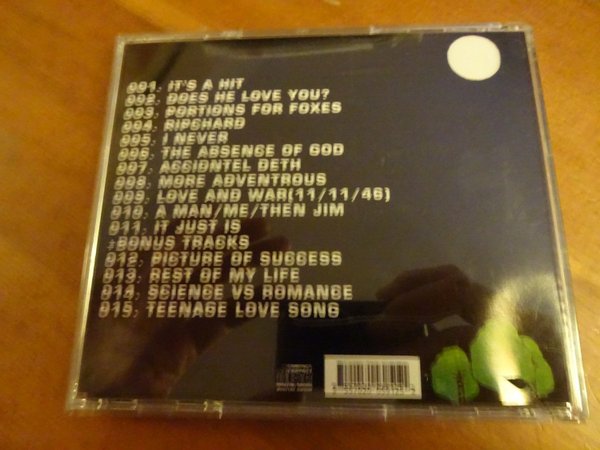 001. IT'S A HIT
002. DOES HE LOVE YOU?
003. PORTIONS FOR FOXES
004. RIPCHARD
005. I NEVER
006. THE ABSENCE OF GOD
007. ACCIDNTEL DETH
008. MORE ADVENTROUS
009. LOVE AND WAR(11/11/46)
010. A MAN/ME/THEN JIM
011. IT JUST IS
+BONUS TRACKS
012. PICTURE OF SUCCESS
013. REST OF MY LIFE
014. SCIENCE VS ROMANCE
015. TEENAGE LOVE SONG
COMPACT